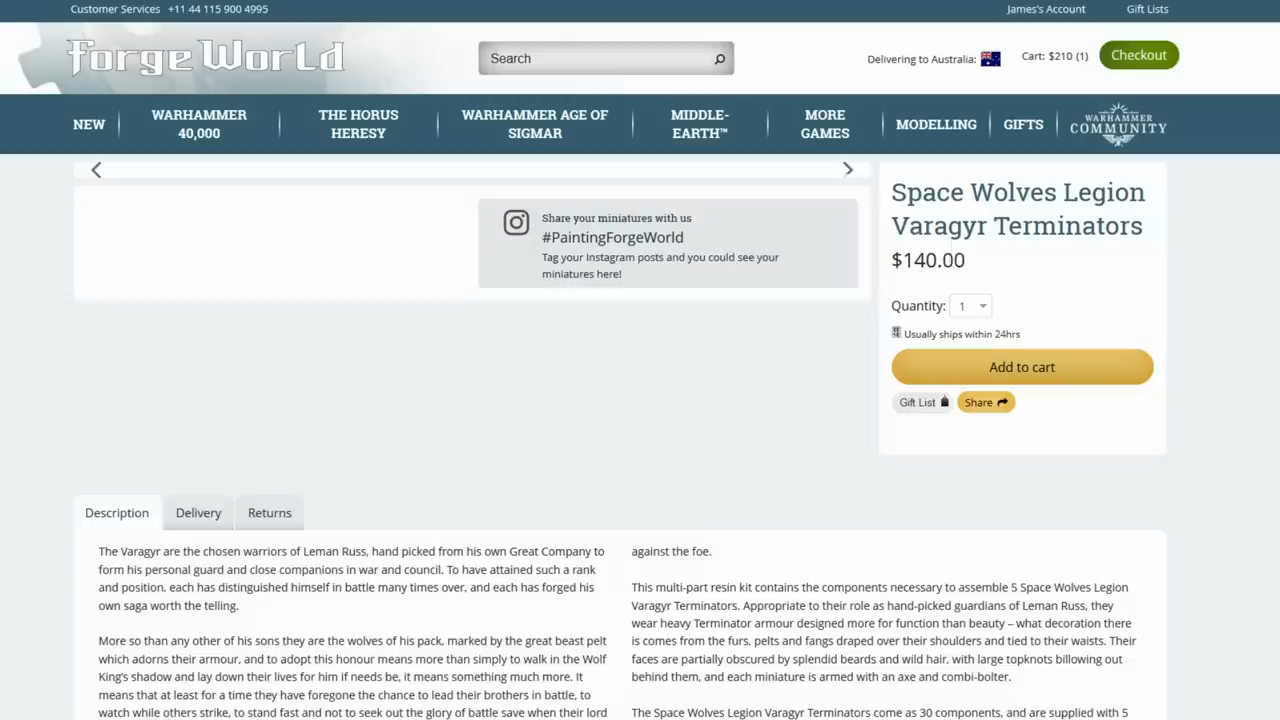 Customer Services +11 44 115 900 4995
James's Account
Gift Lists
Forge World
Search
Delivering to Australia:
Cart: $210 (1)
Checkout
NEW
WARHAMMER
40,000
THE HORUS
HERESY
WARHAMMER AGE OF
SIGMAR
MIDDLE-
EARTH™
MORE
GAMES
MODELLING
GIFTS
WARHAMMER
COMMUNITY
Share your miniatures with us
#PaintingForgeWorld
Tag your Instagram posts and you could see your
miniatures here!
Space Wolves Legion
Varagyr Terminators
$140.00
Quantity: 1
Usually ships within 24hrs
Add to cart
Gift List
Share
Description
Delivery
Returns
The Varagyr are the chosen warriors of Leman Russ, hand picked from his own Great Company to
form his personal guard and close companions in war and council. To have attained such a rank
and position, each has distinguished himself in battle many times over, and each has forged his
own saga worth the telling.
More so than any other of his sons they are the wolves of his pack, marked by the great beast pelt
which adorns their armour, and to adopt this honour means more than simply to walk in the Wolf
King's shadow and lay down their lives for him if needs be, it means something much more. It
means that at least for a time they have foregone the chance to lead their brothers in battle, to
watch while others strike, to stand fast and not to seek out the glory of battle save when their lord
against the foe.
This multi-part resin kit contains the components necessary to assemble 5 Space Wolves Legion
Varagyr Terminators. Appropriate to their role as hand-picked guardians of Leman Russ, they
wear heavy Terminator armour designed more for function than beauty – what decoration there
is comes from the furs, pelts and fangs draped over their shoulders and tied to their waists. Their
faces are partially obscured by splendid beards and wild hair, with large topknots billowing out
behind them, and each miniature is armed with an axe and combi-bolter.
The Space Wolves Legion Varagyr Terminators come as 30 components, and are supplied with 5